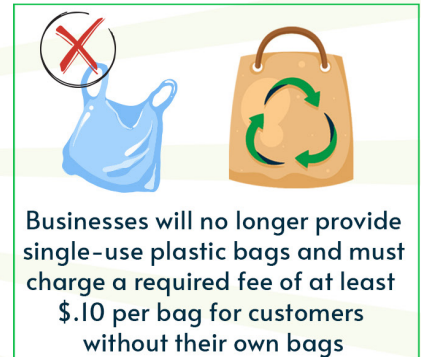 Businesses will no longer provide
single-use plastic bags and must
charge a required fee of at least
$.10 per bag for customers
without their own bags